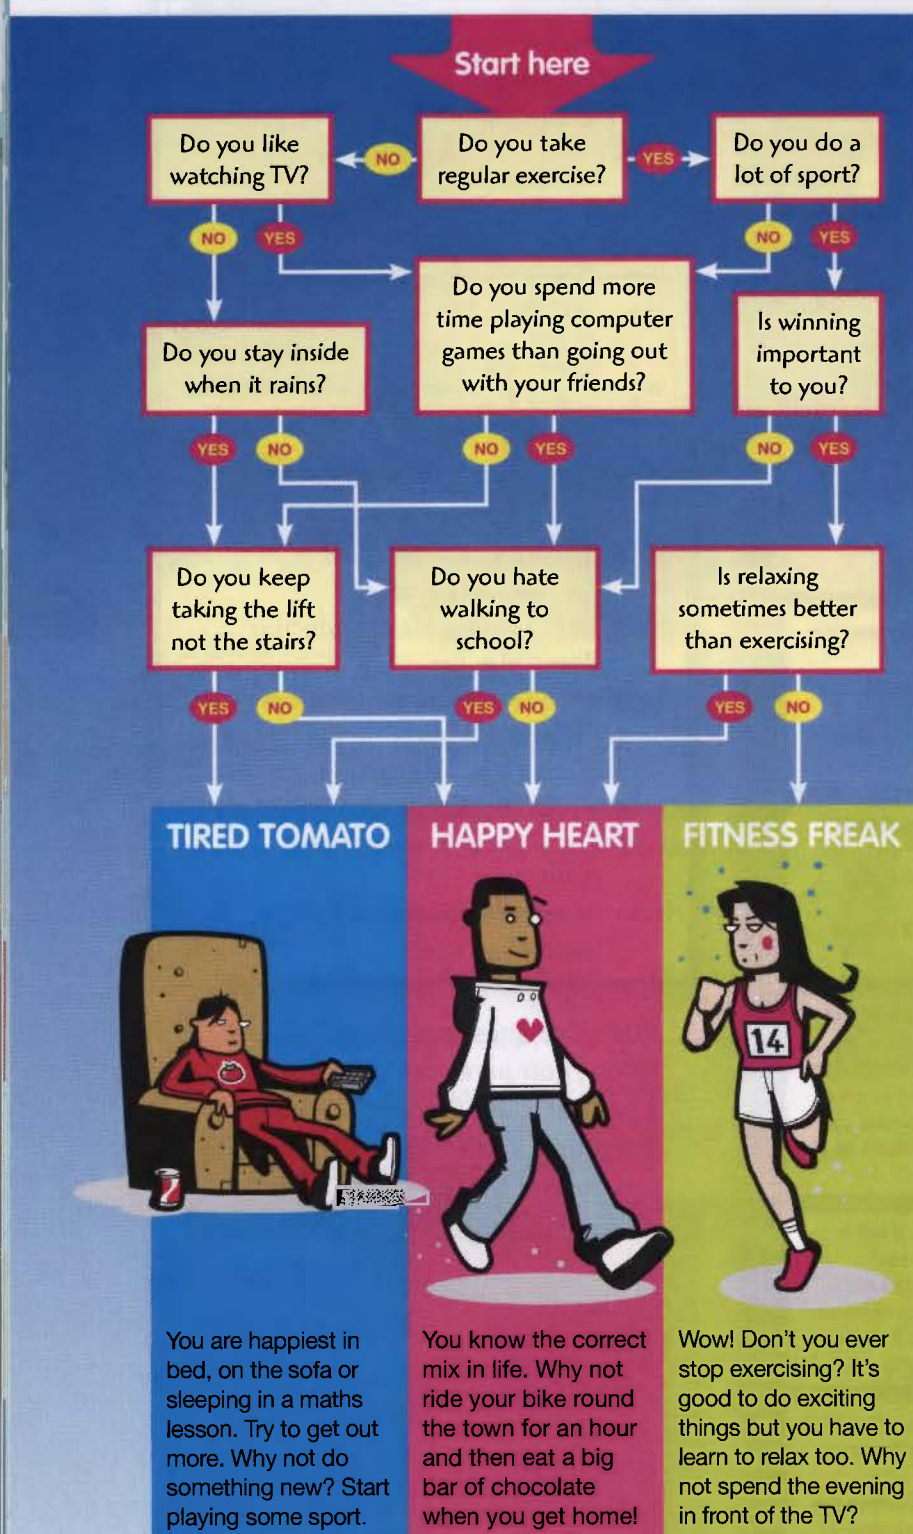 Start here
Do you like
watching TV?
NO
Do you take
regular exercise?
YES
Do you do a
lot of sport?
NO
YES
NO
YES
Do you spend more
time playing computer
games than going out
with your friends?
Is winning
important
to you?
Do you stay inside
when it rains?
YES
NO
NO
YES
NO
YES
Do you keep
taking the lift
not the stairs?
Do you hate
walking to
school?
Is relaxing
sometimes better
than exercising?
YES
NO
YES
NO
YES
NO
TIRED TOMATO
HAPPY HEART
FITNESS FREAK
14
You are happiest in
bed, on the sofa or
sleeping in a maths
lesson. Try to get out
more. Why not do
something new? Start
playing some sport.
You know the correct
mix in life. Why not
ride your bike round
the town for an hour
and then eat a big
bar of chocolate
when you get home!
Wow! Don't you ever
stop exercising? It's
good to do exciting
things but you have to
learn to relax too. Why
not spend the evening
in front of the TV?